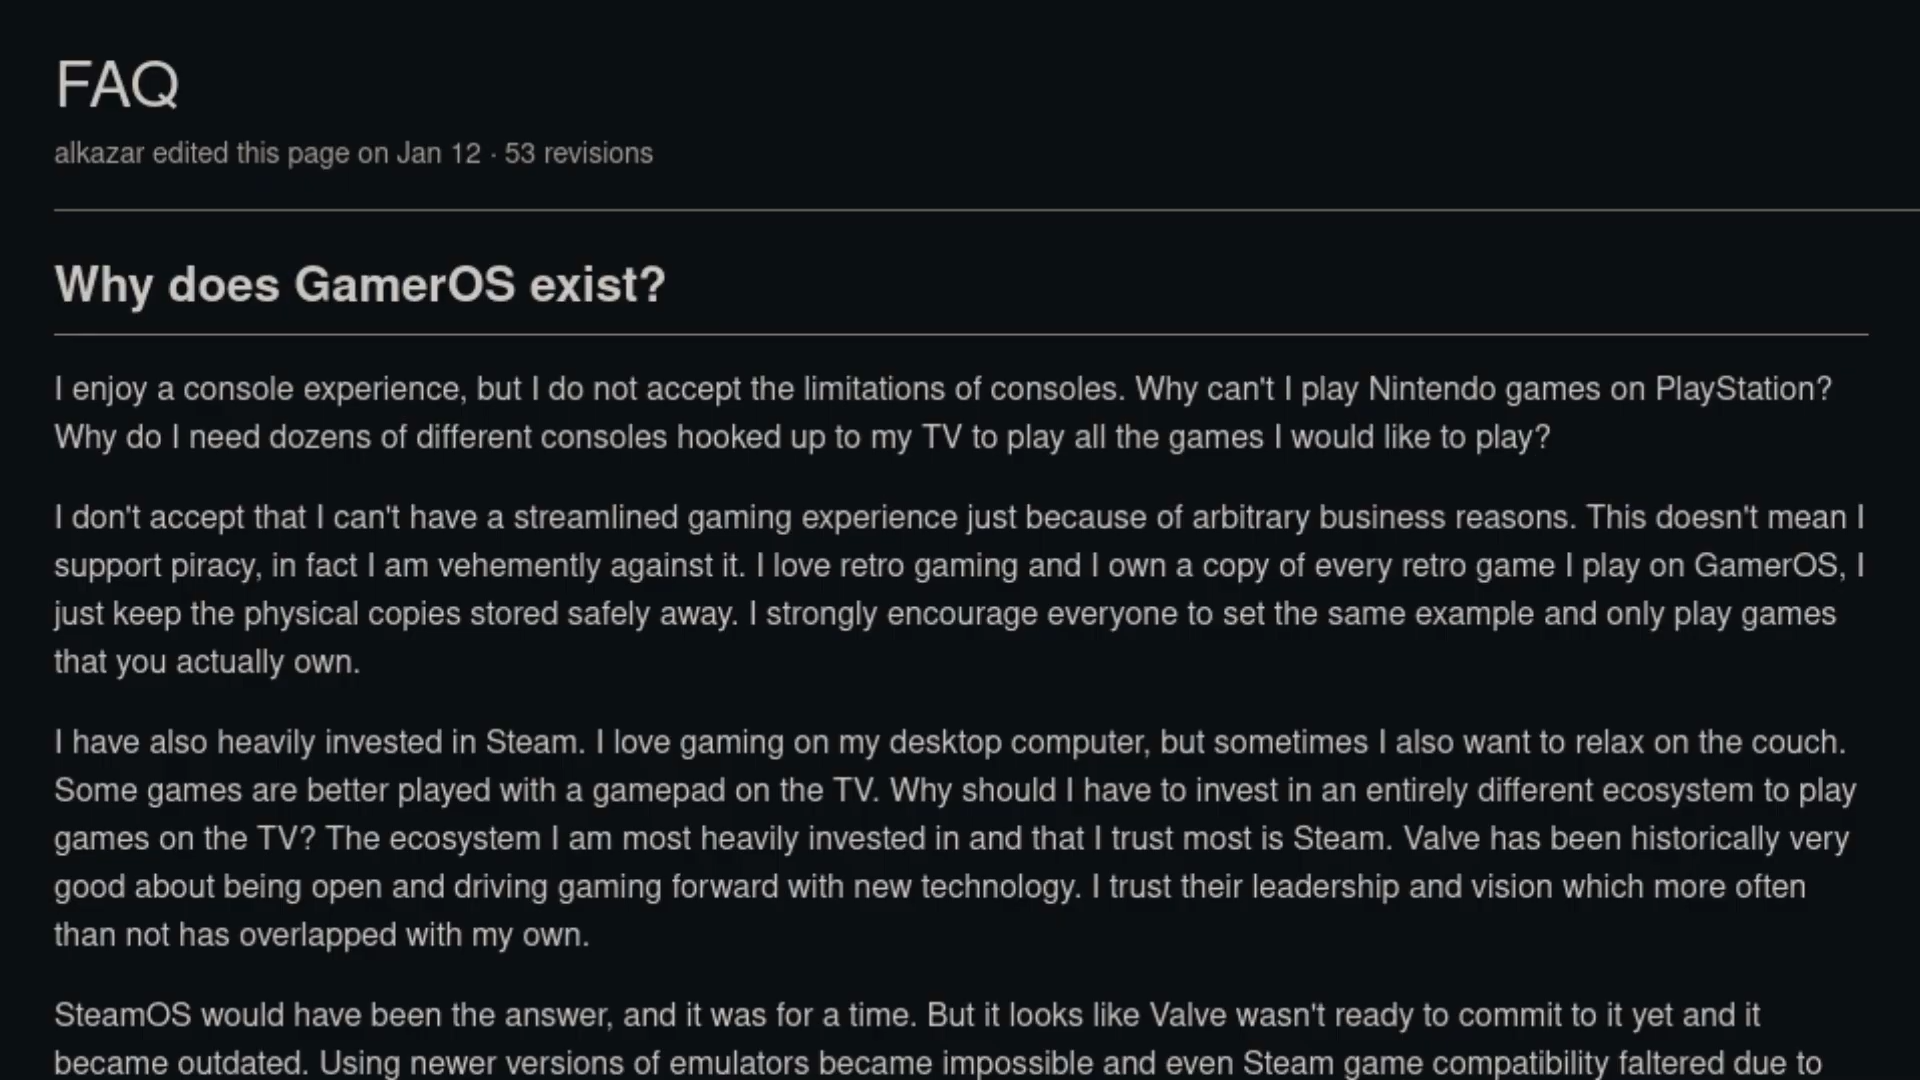 FAQ
alkazar edited this page on Jan 12 · 53 revisions
Why does GamerOS exist?
I enjoy a console experience, but I do not accept the limitations of consoles. Why can't I play Nintendo games on PlayStation?
Why do I need dozens of different consoles hooked up to my TV to play all the games I would like to play?
I don't accept that I can't have a streamlined gaming experience just because of arbitrary business reasons. This doesn't mean I
support piracy, in fact I am vehemently against it. I love retro gaming and I own a copy of every retro game I play on GamerOS, I
just keep the physical copies stored safely away. I strongly encourage everyone to set the same example and only play games
that you actually own.
I have also heavily invested in Steam. I love gaming on my desktop computer, but sometimes I also want to relax on the couch.
Some games are better played with a gamepad on the TV. Why should I have to invest in an entirely different ecosystem to play
games on the TV? The ecosystem I am most heavily invested in and that I trust most is Steam. Valve has been historically very
good about being open and driving gaming forward with new technology. I trust their leadership and vision which more often
than not has overlapped with my own.
SteamOS would have been the answer, and it was for a time. But it looks like Valve wasn't ready to commit to it yet and it
became outdated. Using newer versions of emulators became impossible and even Steam game compatibility faltered due to